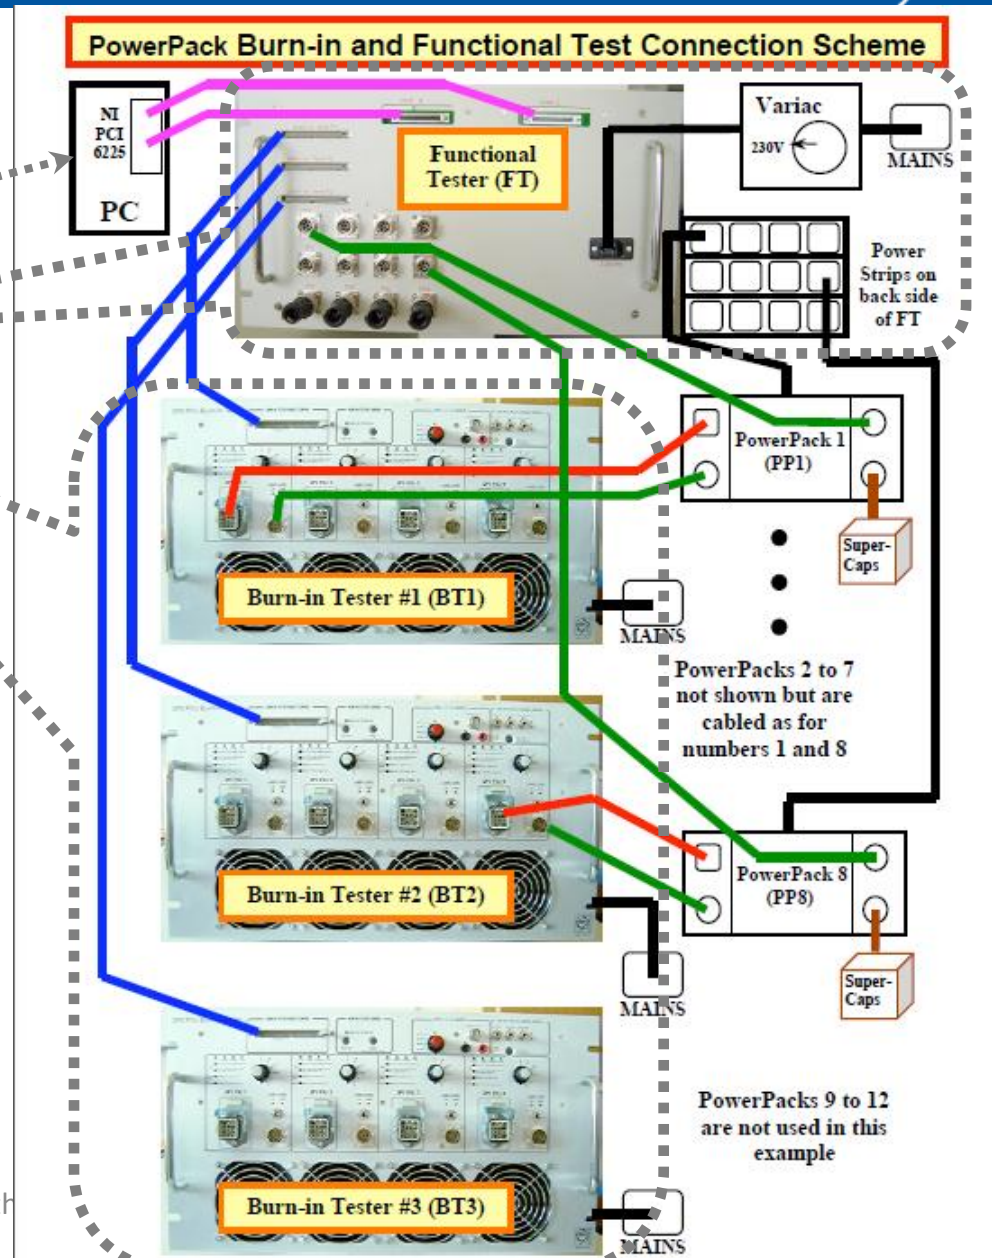 PowerPack Burn-in and Functional Test Connection Scheme
NI
PCI
6225
PC
Functional
Tester (FT)
Variac
230V
MAINS
Power
Strips on
back side
of FT
PowerPack 1
(PP1)
Super-
Caps
Burn-in Tester #1 (BT1)
MAINS
PowerPacks 2 to 7
not shown but are
cabled as for
numbers 1 and 8
Burn-in Tester #2 (BT2)
PowerPack 8
(PP8)
Super-
Caps
MAINS
PowerPacks 9 to 12
are not used in this
example
Burn-in Tester #3 (BT3)
MAINS